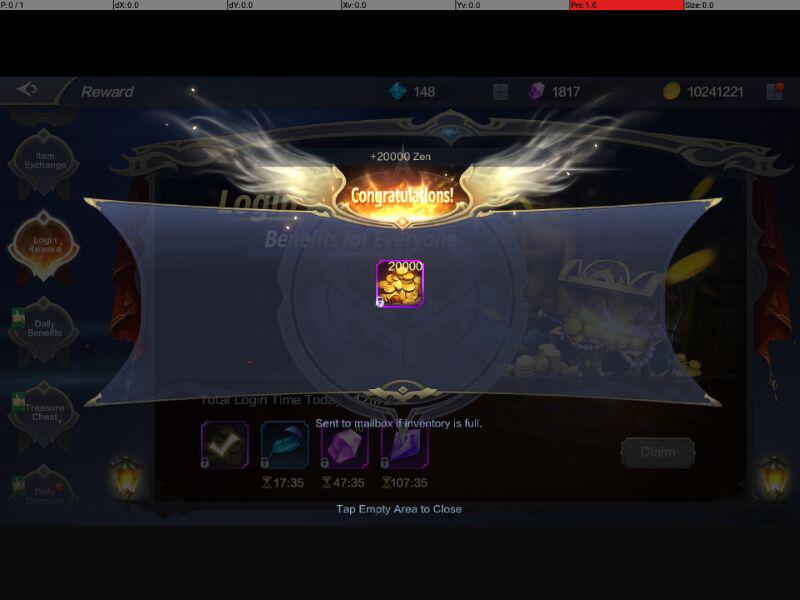 P: 0 / 1 dX: 0.0 dY: 0.0 Xv: 0.0 Yv: 0.0 Prs: 1.0 Size: 0.0
Reward 148 1817 10241221
+20000 Zen
Congratulations!
Item
Exchange
Login
Benefits for Everyone
Login
Reward
20000
Daily
Benefits
Treasure
Chest
Total Login Time Today
Sent to mailbox if inventory is full.
Claim
17:35 47:35 107:35
Daily
Discount
Tap Empty Area to Close